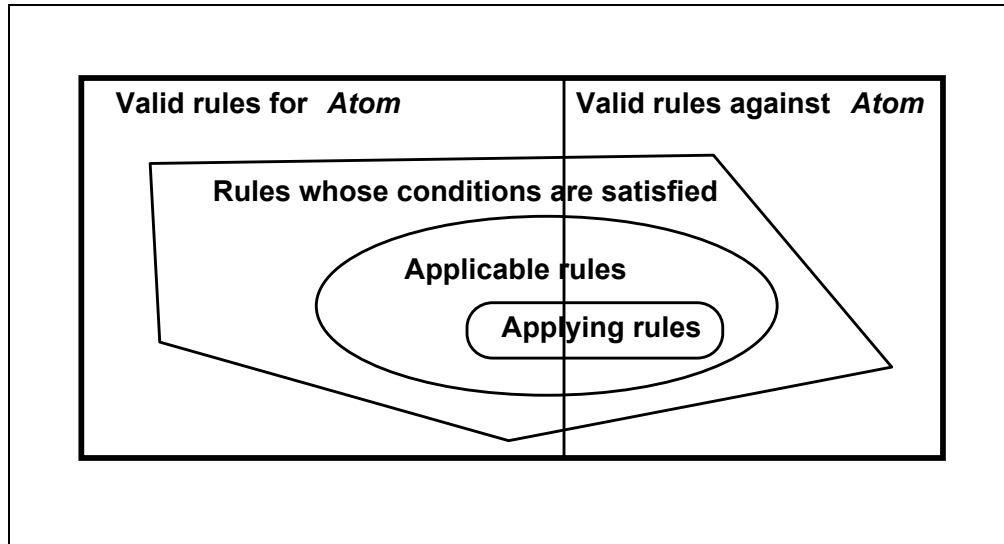 Valid rules for Atom
Valid rules against Atom
Rules whose conditions are satisfied
Applicable rules
Applying rules